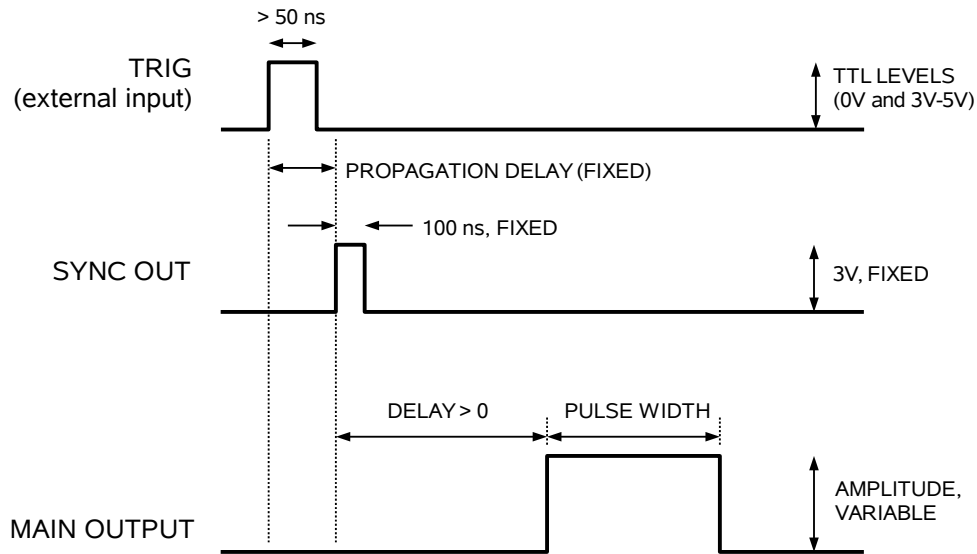 > 50 ns
TRIG
(external input)
TTL LEVELS
(0V and 3V-5V)
PROPAGATION DELAY (FIXED)
100 ns, FIXED
SYNC OUT
3V, FIXED
DELAY > 0
PULSE WIDTH
AMPLITUDE,
VARIABLE
MAIN OUTPUT